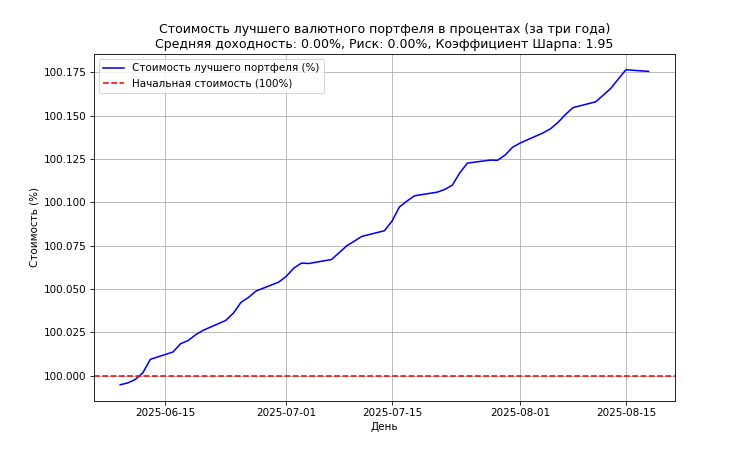 Стоимость лучшего валютного портфеля в процентах (за три года)
Средняя доходность: 0.00%, Риск: 0.00%, Коэффициент Шарпа: 1.95
Стоимость лучшего портфеля (%)
Начальная стоимость (100%)
Стоимость (%)
100.175
100.150
100.125
100.100
100.075
100.050
100.025
100.000
2025-06-15
2025-07-01
2025-07-15
2025-08-01
2025-08-15
День